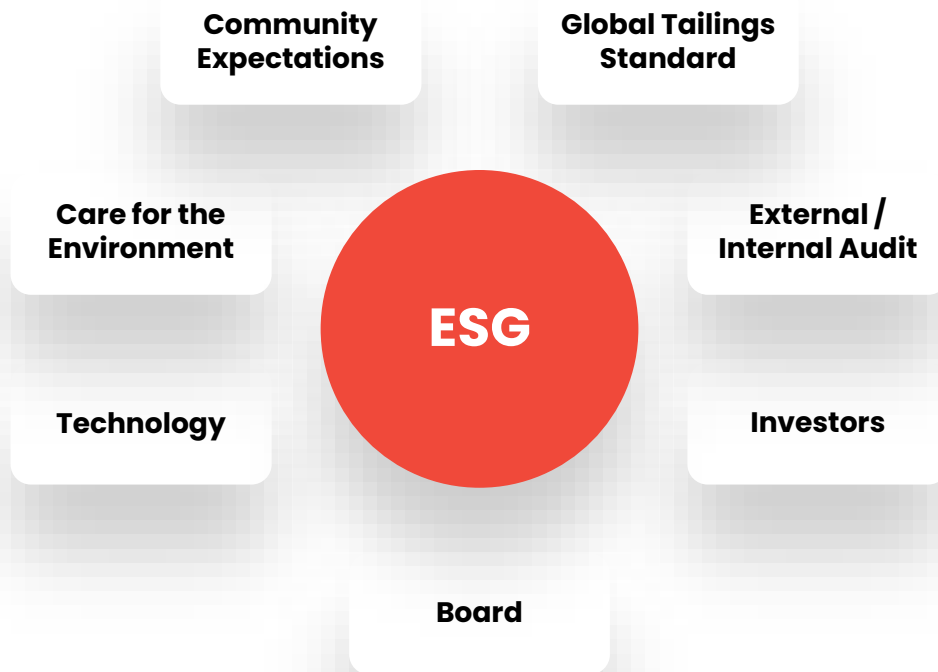 Community
Expectations
Global Tailings
Standard
Care for the
Environment
External /
Internal Audit
ESG
Technology
Investors
Board